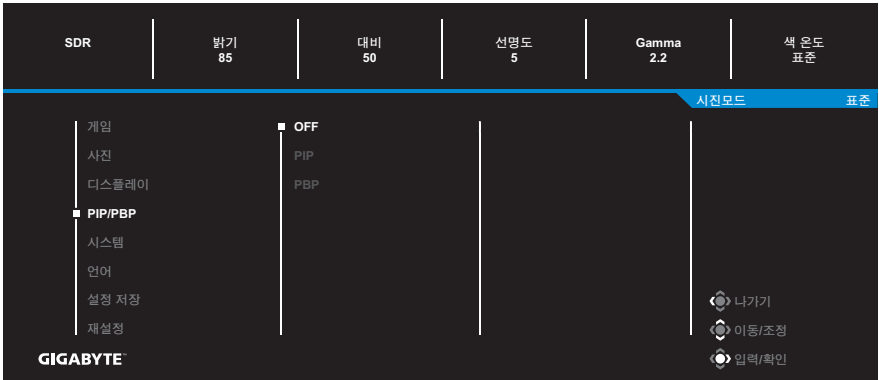 SDR
밝기
85
대비
50
선명도
5
Gamma
2.2
색 온도
표준
시진모드 표준
게임
사진
디스플레이
PIP/PBP
시스템
언어
설정 저장
재설정
OFF
PIP
PBP
나가기
이동/조정
입력/확인
GIGABYTE™